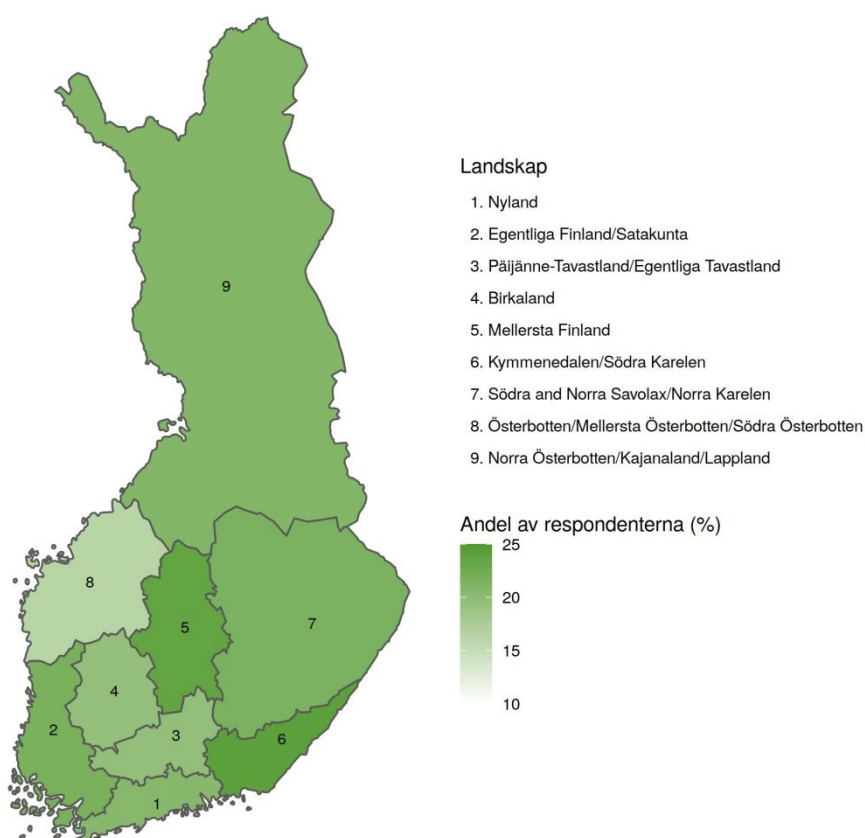 Landskap
1. Nyland
2. Egentliga Finland/Satakunta
3. Päijänne-Tavastland/Egentliga Tavastland
4. Birkaland
5. Mellersta Finland
6. Kymmenedalen/Södra Karelen
7. Södra and Norra Savolax/Norra Karelen
8. Österbotten/Mellersta Österbotten/Södra Österbotten
9. Norra Österbotten/Kajanaland/Lappland
Andel av respondenterna (%)
25
20
15
10
9
8
5
7
4
2
3
6
1